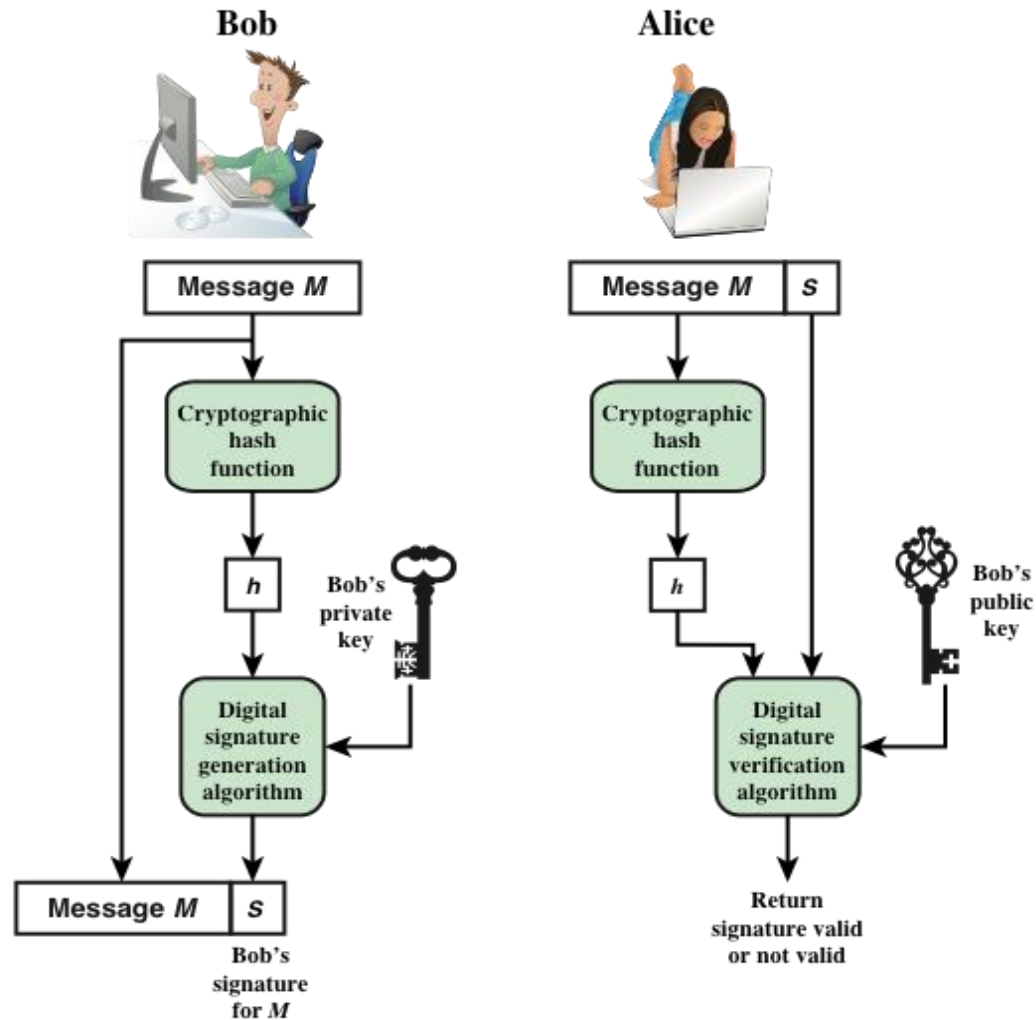 Bob
Message M
Cryptographic
hash
function
h
Bob's
private
key
Digital
signature
generation
algorithm
Message M S
Bob's
signature
for M
Alice
Message M S
Cryptographic
hash
function
h
Bob's
public
key
Digital
signature
verification
algorithm
Return
signature valid
or not valid